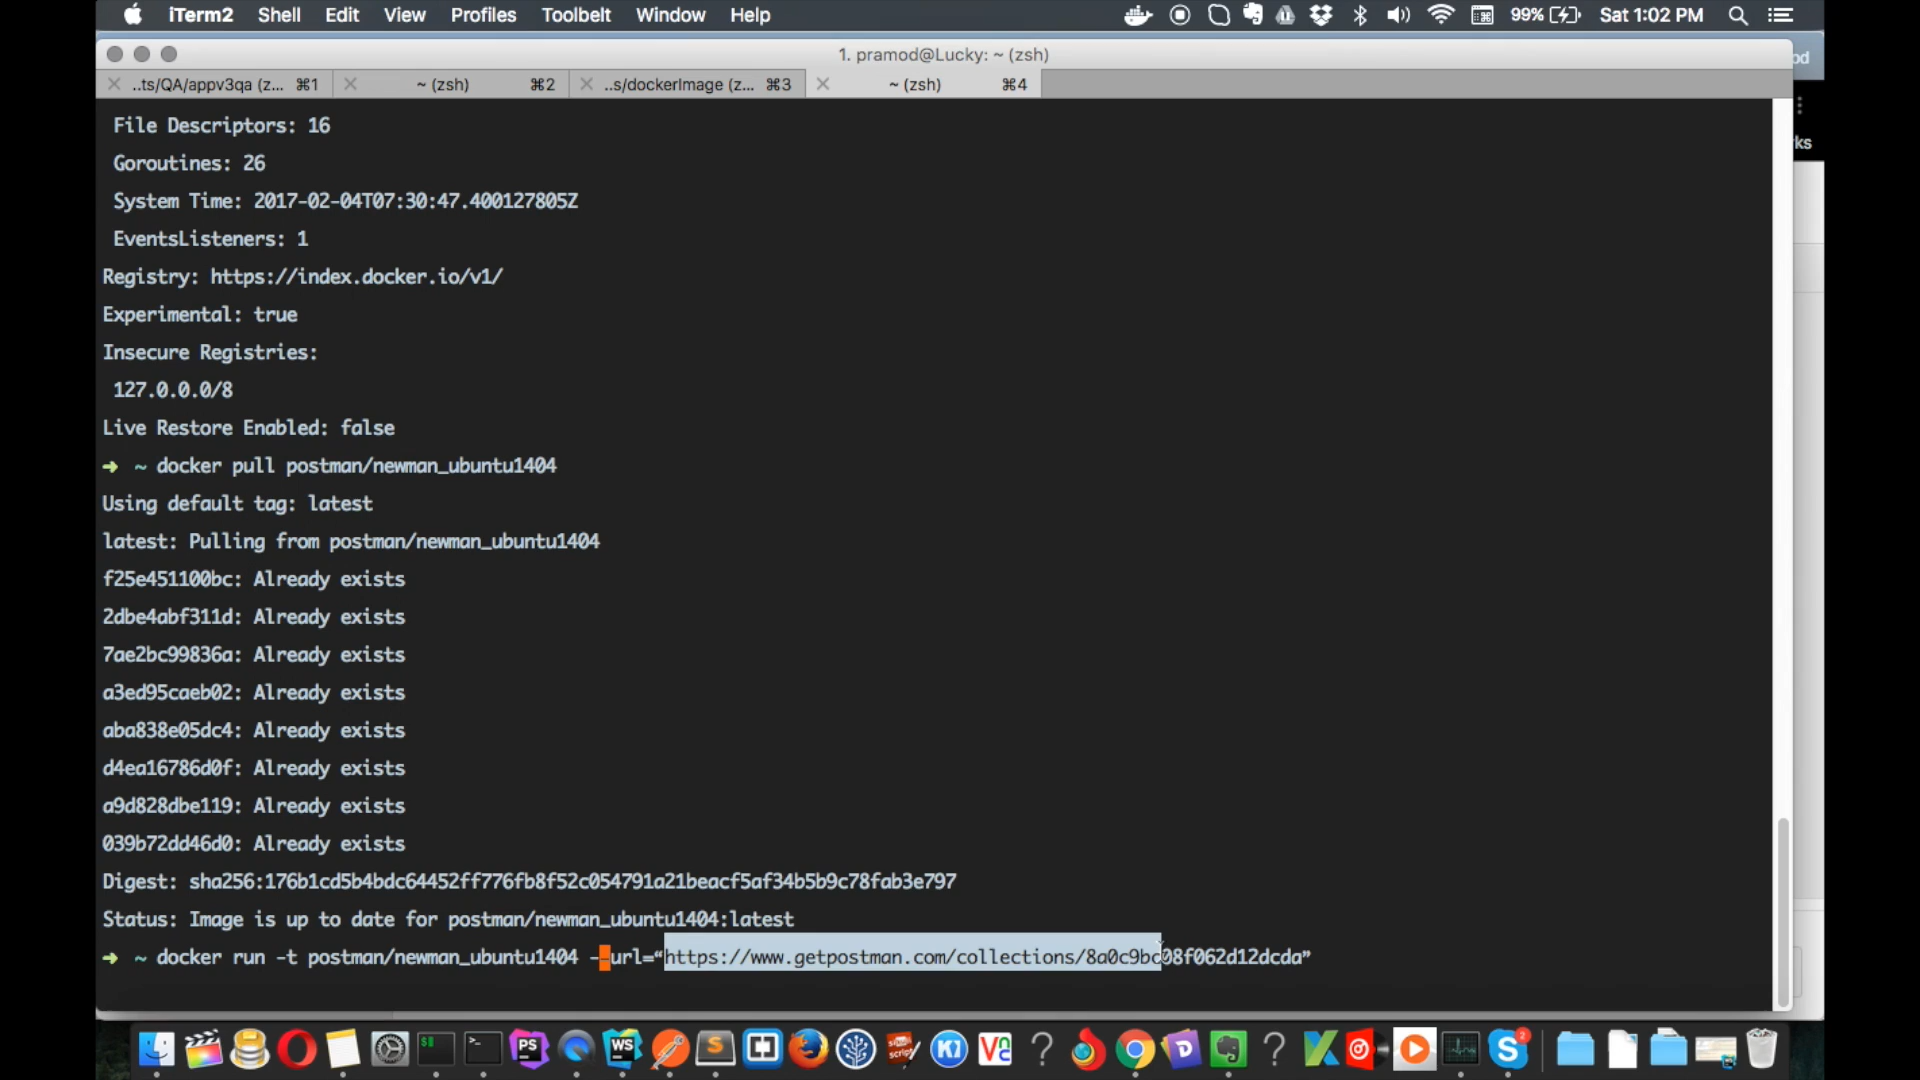 iTerm2 Shell Edit View Profiles Toolbelt Window Help 99% Sat 1:02 PM
1. pramod@Lucky: ~ (zsh)
..ts/QA/appv3qa (z... ⌘1 ~ (zsh) ⌘2 ..s/dockerImage (z... ⌘3 ~ (zsh) ⌘4
File Descriptors: 16
Goroutines: 26
System Time: 2017-02-04T07:30:47.400127805Z
EventsListeners: 1
Registry: https://index.docker.io/v1/
Experimental: true
Insecure Registries:
127.0.0.0/8
Live Restore Enabled: false
➜ ~ docker pull postman/newman_ubuntu1404
Using default tag: latest
latest: Pulling from postman/newman_ubuntu1404
f25e451100bc: Already exists
2dbe4abf311d: Already exists
7ae2bc99836a: Already exists
a3ed95caeb02: Already exists
aba838e05dc4: Already exists
d4ea16786d0f: Already exists
a9d828dbe119: Already exists
039b72dd46d0: Already exists
Digest: sha256:176b1cd5b4bdc64452ff776fb8f52c054791a21beacf5af34b5b9c78fab3e797
Status: Image is up to date for postman/newman_ubuntu1404:latest
➜ ~ docker run -t postman/newman_ubuntu1404 --url=“https://www.getpostman.com/collections/8a0c9bc08f062d12dcda”